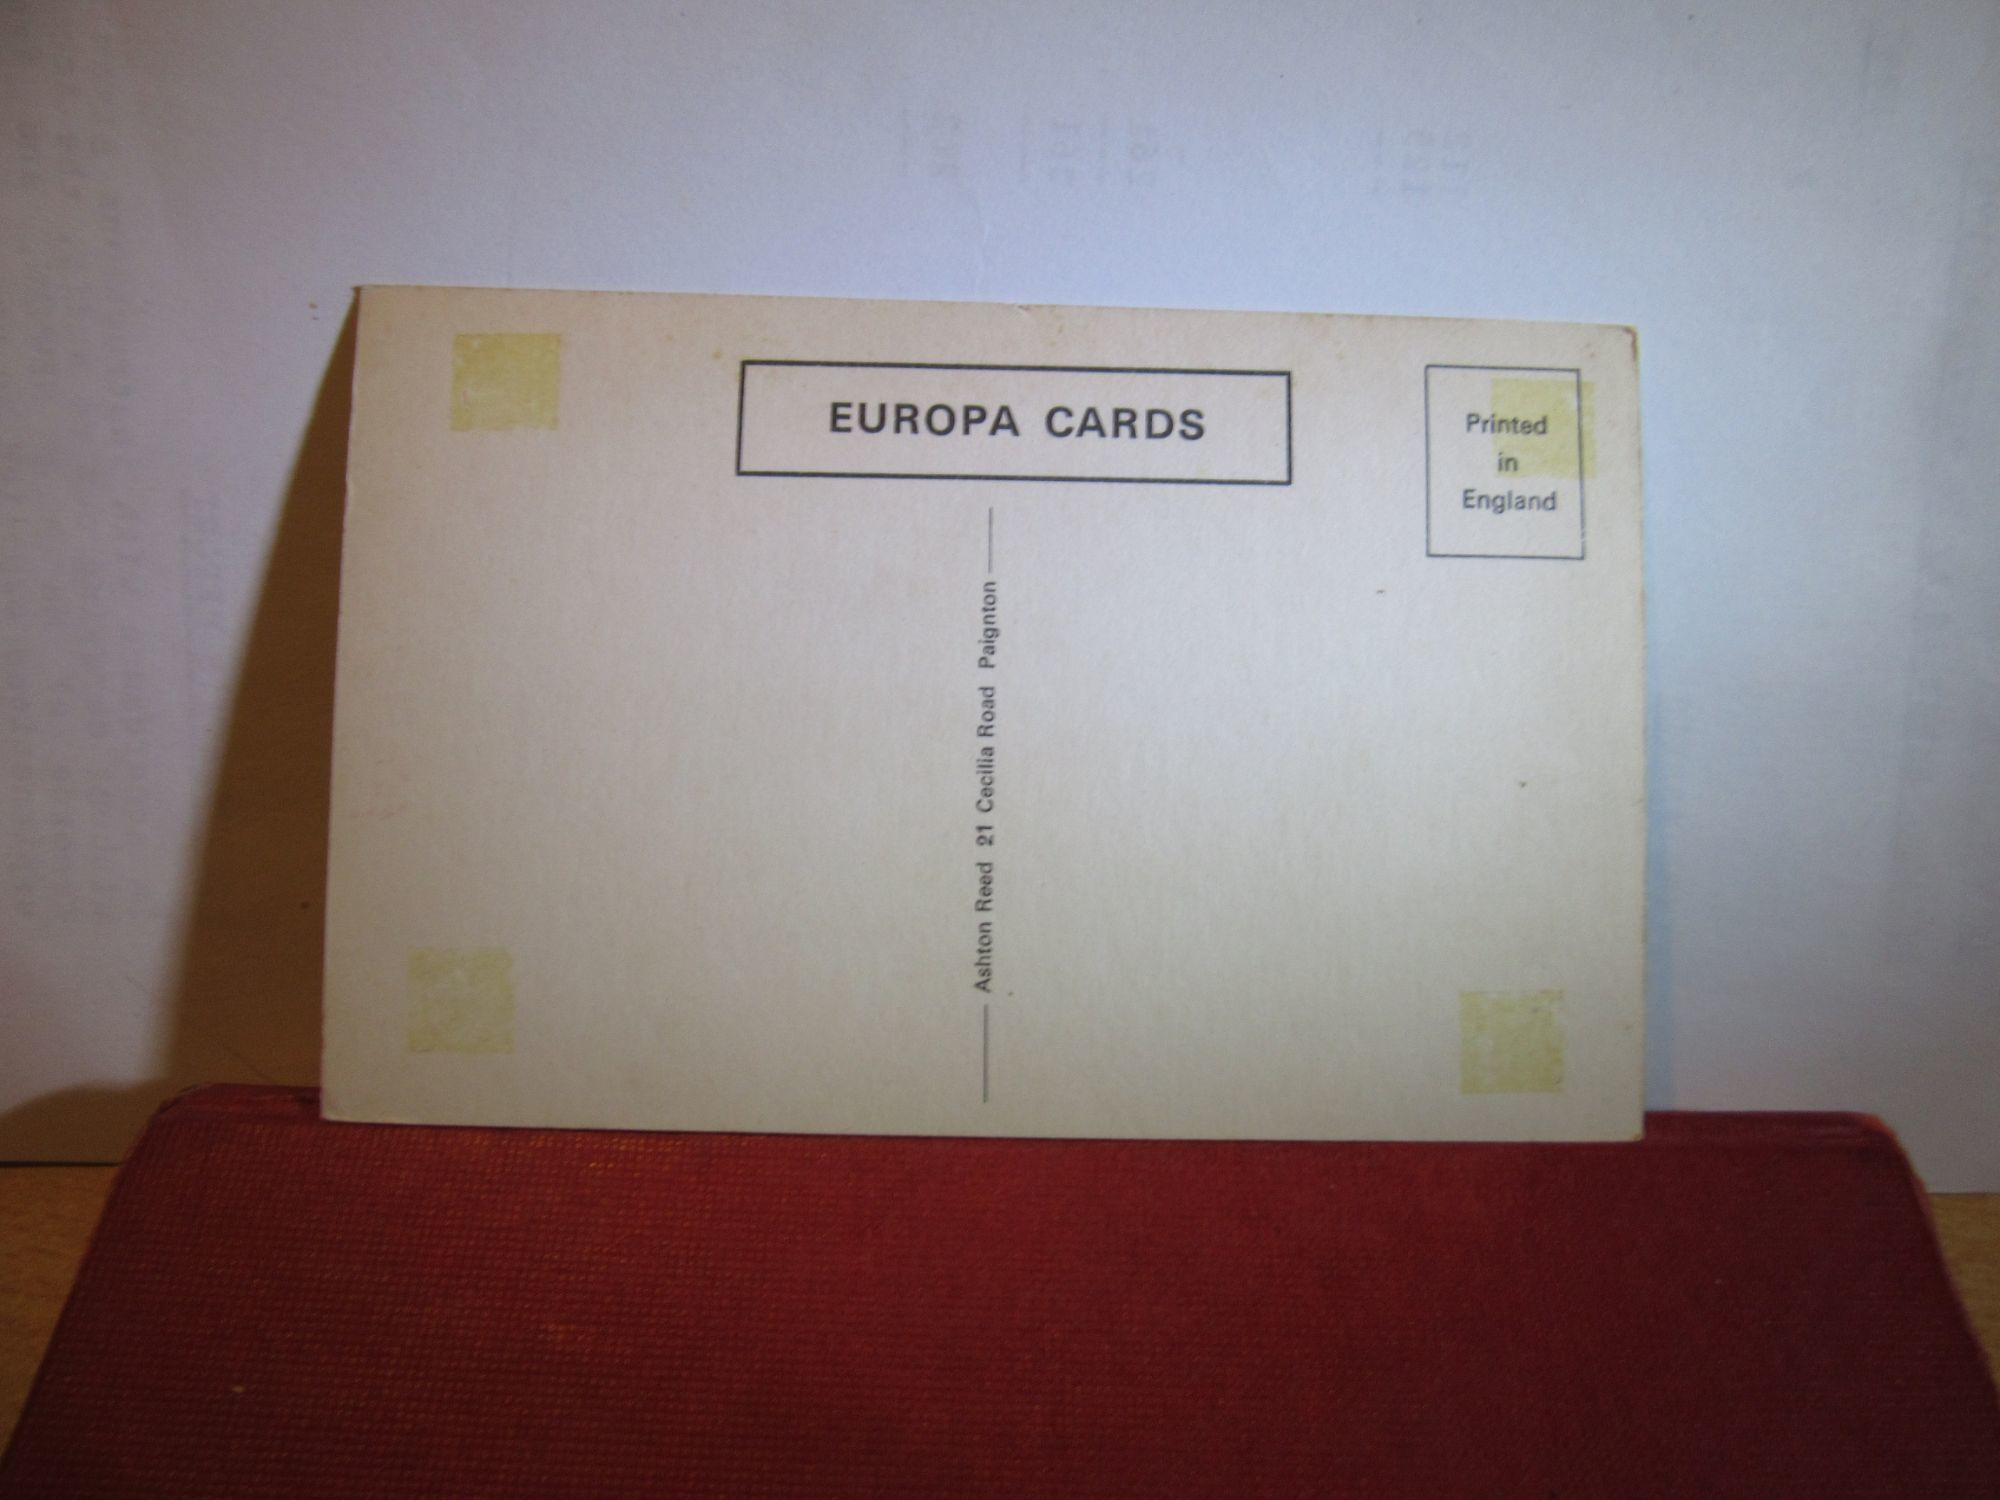 EUROPA CARDS
Printed
in
England
Ashton Reed 21 Cecilia Road Paignton